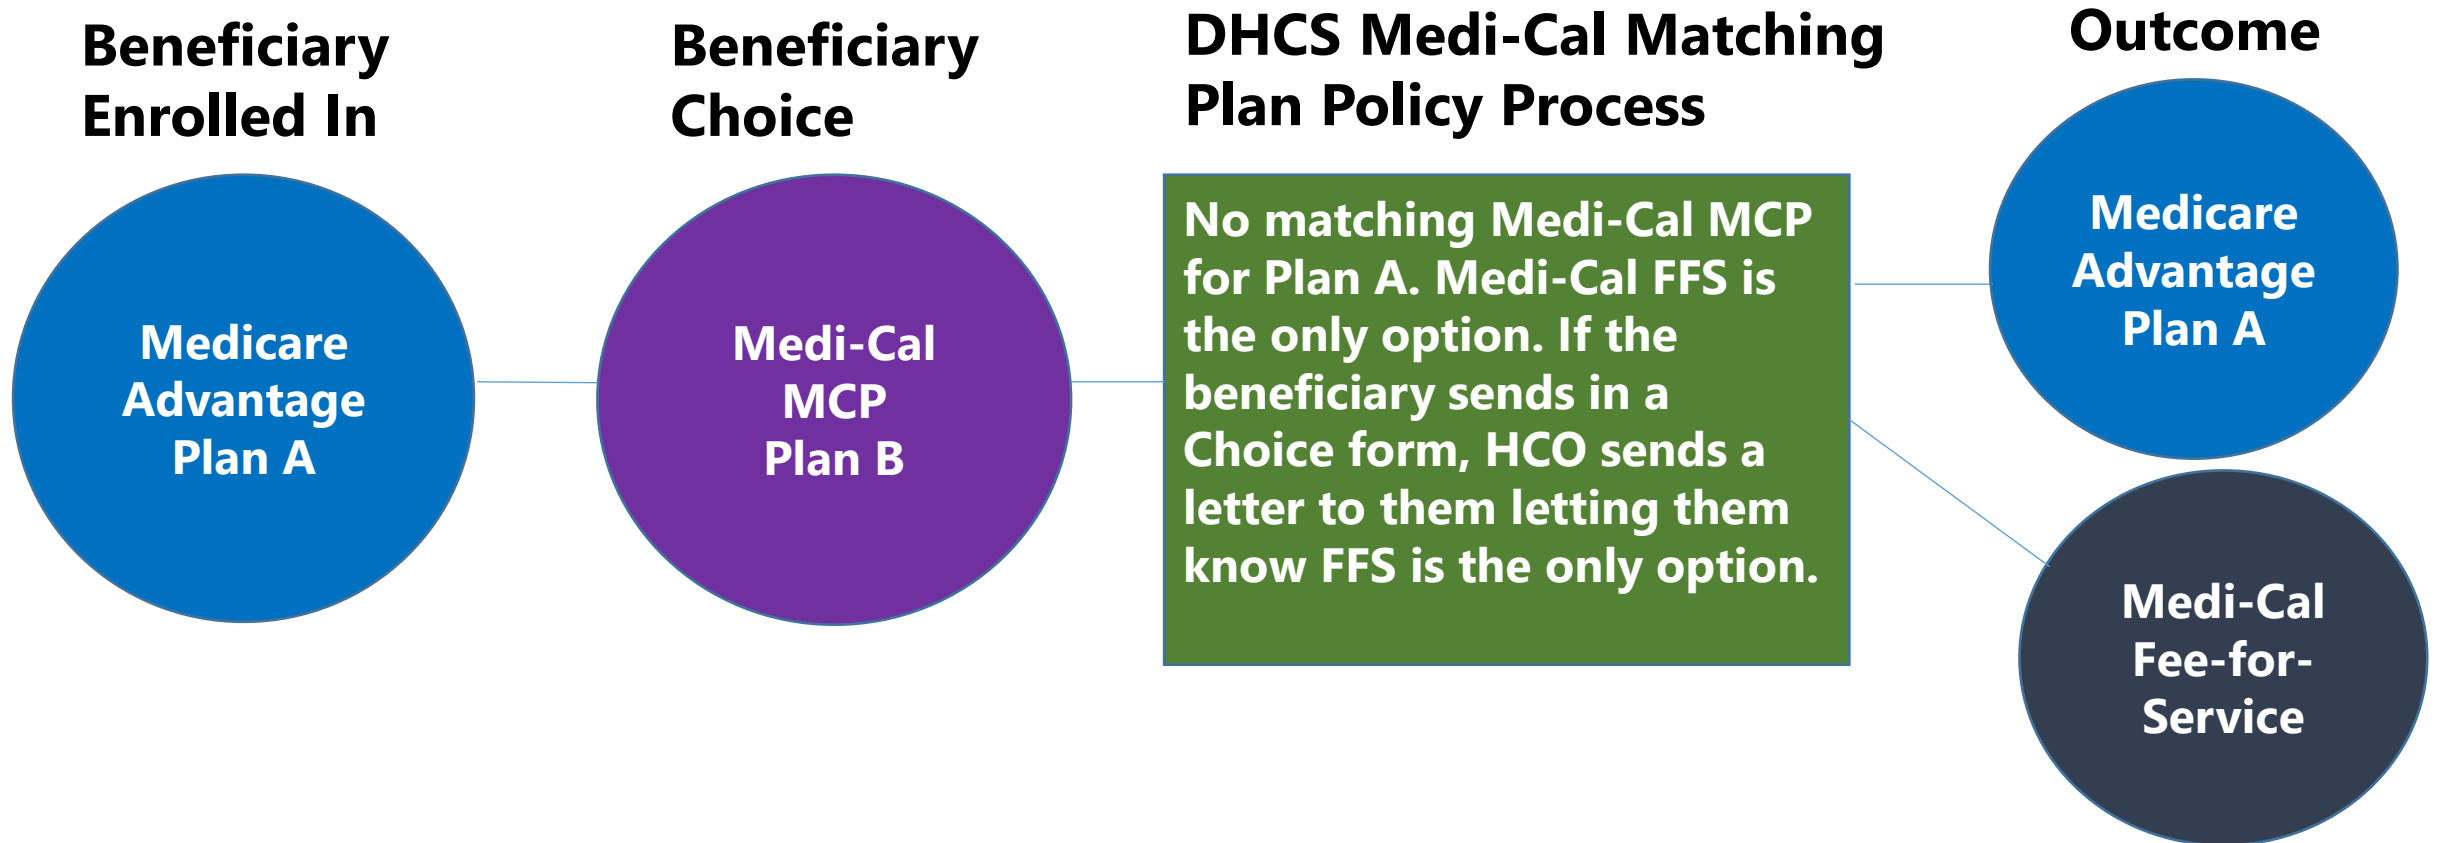 Beneficiary
Enrolled In
Beneficiary
Choice
DHCS Medi-Cal Matching
Plan Policy Process
Outcome
Medicare
Advantage
Plan A
Medi-Cal
MCP
Plan B
No matching Medi-Cal MCP
for Plan A. Medi-Cal FFS is
the only option. If the
beneficiary sends in a
Choice form, HCO sends a
letter to them letting them
know FFS is the only option.
Medicare
Advantage
Plan A
Medi-Cal
Fee-for-
Service